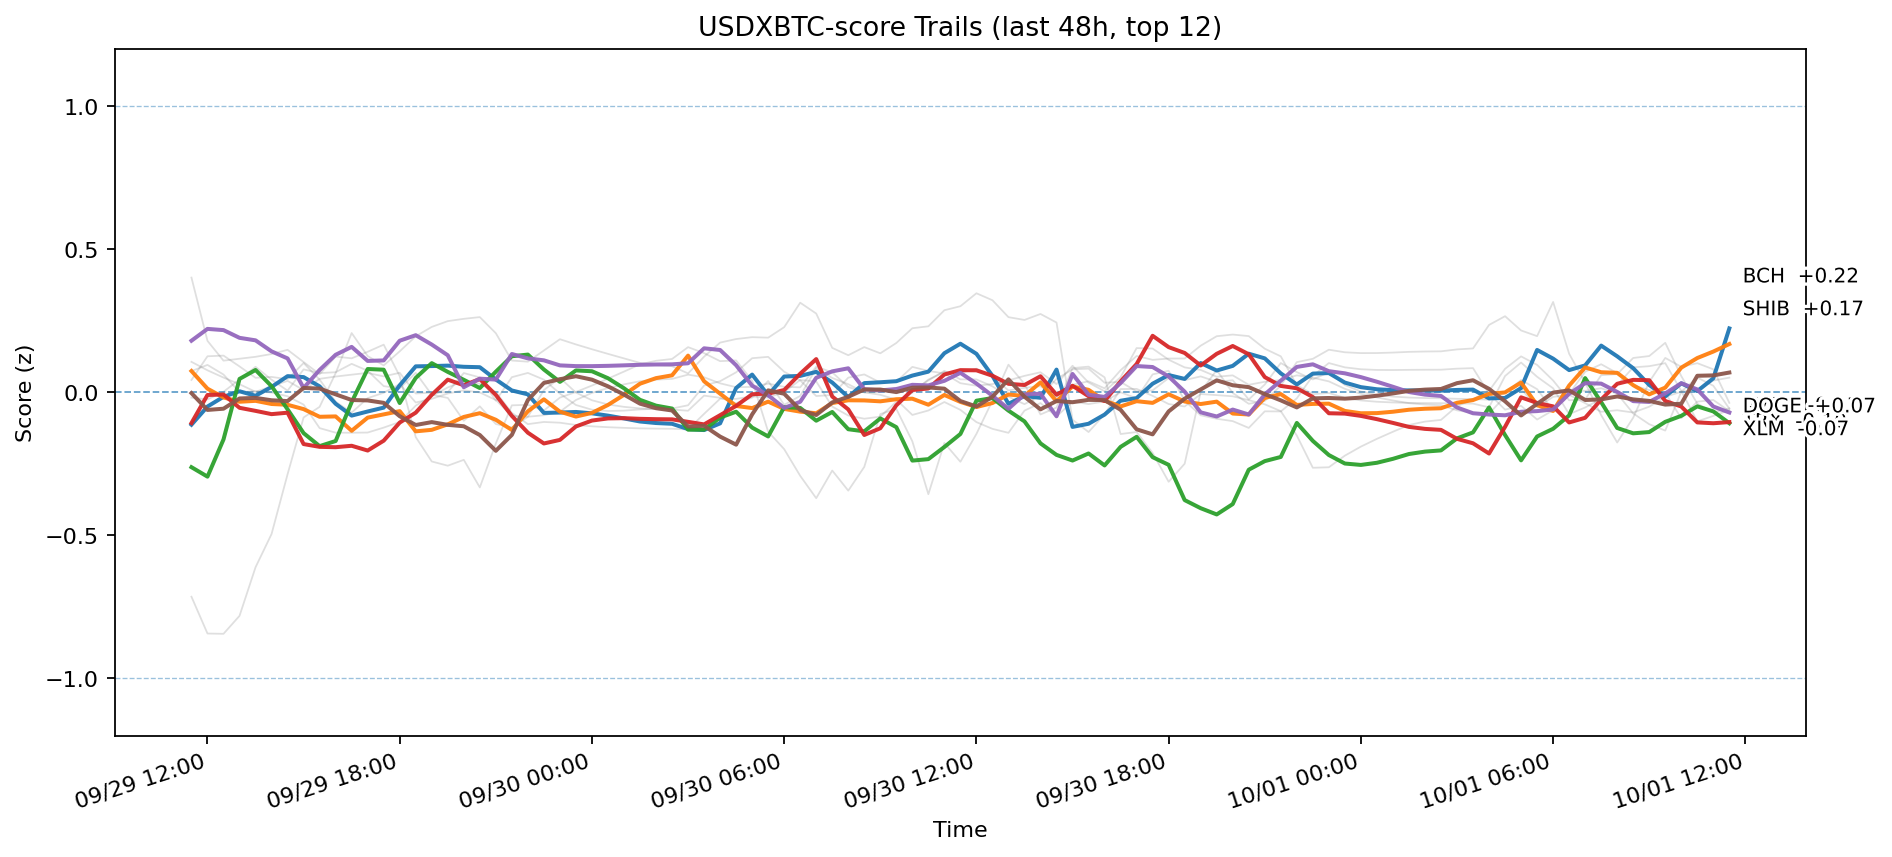 USDXBTC-score Trails (last 48h, top 12)
Score (z)
1.0
0.5
0.0
−0.5
−1.0
BCH +0.22
SHIB +0.17
DOGE +0.07
XLM -0.07
09/29 12:00
09/29 18:00
09/30 00:00
09/30 06:00
09/30 12:00
09/30 18:00
10/01 00:00
10/01 06:00
10/01 12:00
Time